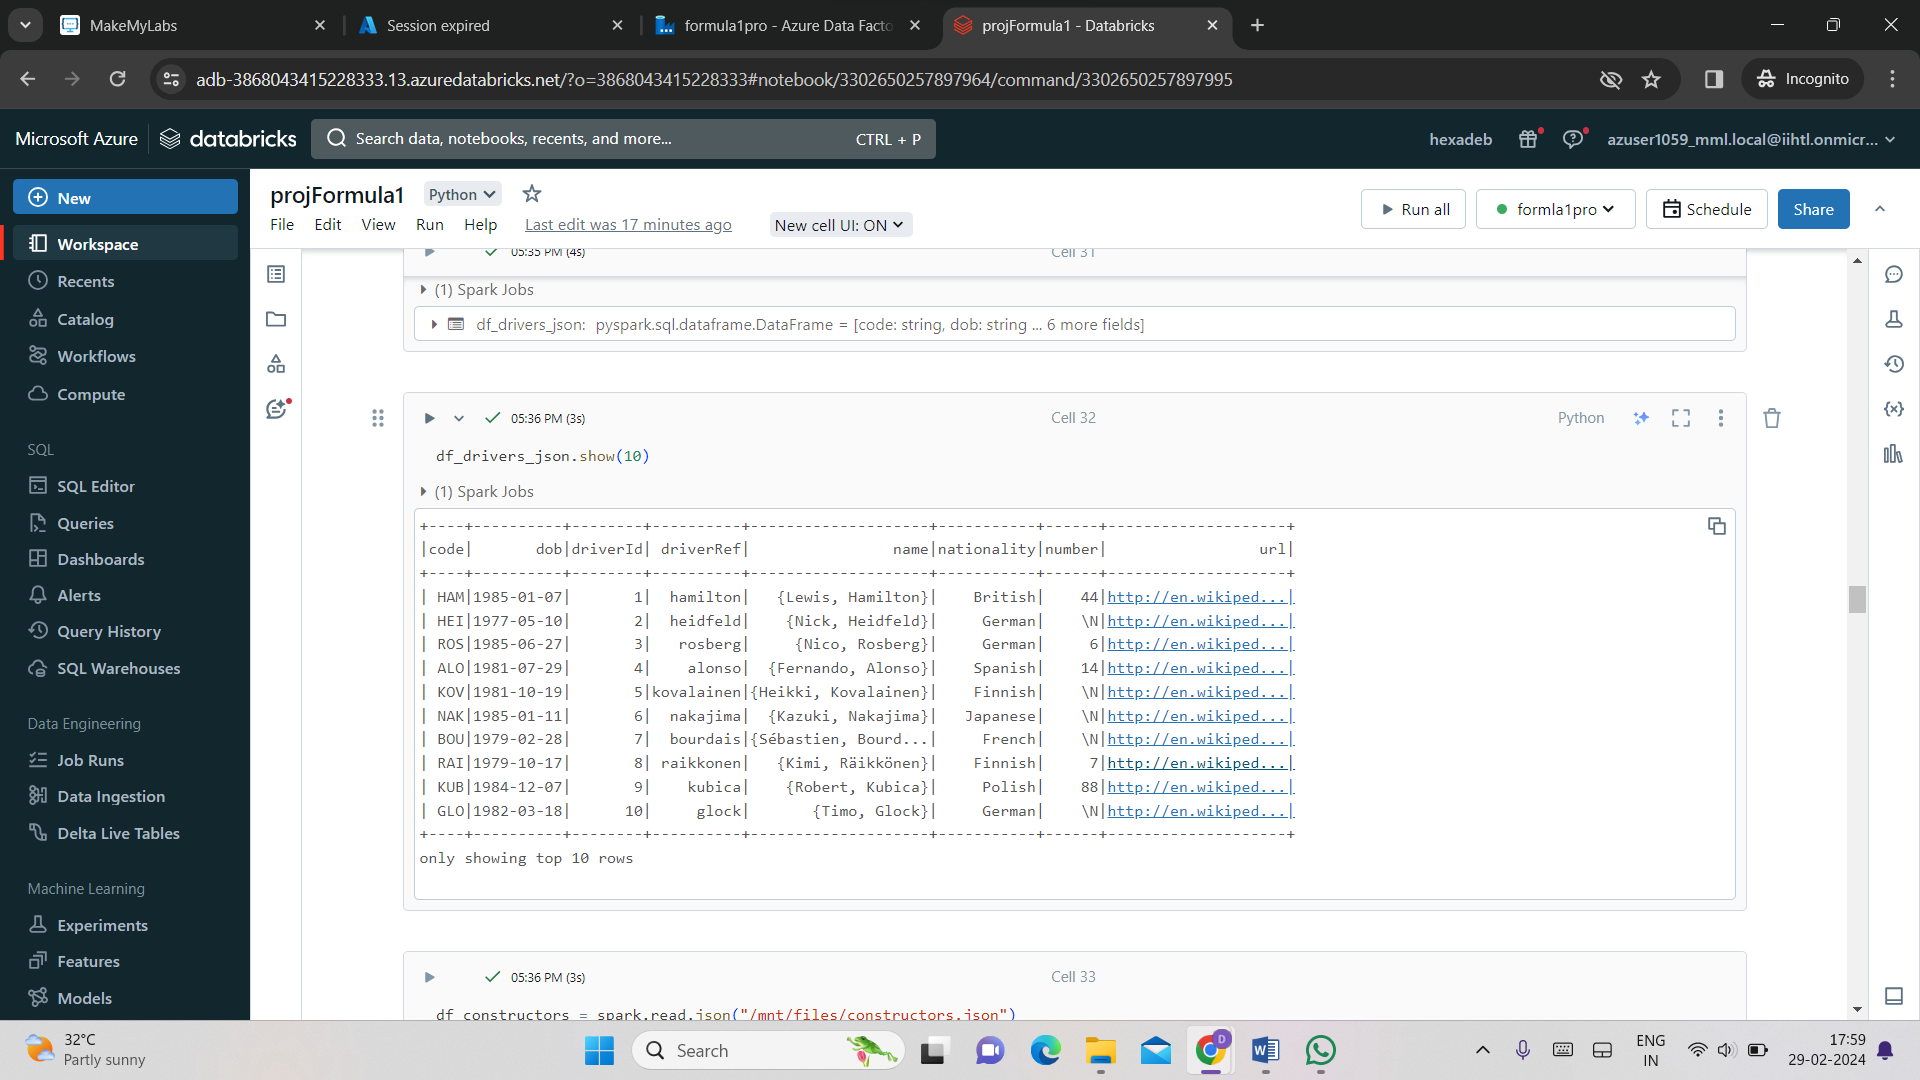 MakeMyLabs
Session expired
formula1pro - Azure Data Facto
projFormula1 - Databricks
adb-3868043415228333.13.azuredatabricks.net/?o=3868043415228333#notebook/3302650257897964/command/3302650257897995
Incognito
Microsoft Azure
databricks
Search data, notebooks, recents, and more...
CTRL + P
hexadeb
azuser1059_mml.local@iihtl.onmicr...
New
Workspace
Recents
Catalog
Workflows
Compute
SQL
SQL Editor
Queries
Dashboards
Alerts
Query History
SQL Warehouses
Data Engineering
Job Runs
Data Ingestion
Delta Live Tables
Machine Learning
Experiments
Features
Models
projFormula1
Python
File Edit View Run Help Last edit was 17 minutes ago New cell UI: ON
Run all
formla1pro
Schedule
Share
05:35 PM (4s)
Cell 31
(1) Spark Jobs
df_drivers_json: pyspark.sql.dataframe.DataFrame = [code: string, dob: string ... 6 more fields]
05:36 PM (3s)
Cell 32
Python
df_drivers_json.show(10)
(1) Spark Jobs
+----+----------+--------+----------+--------------------+-----------+------+--------------------+
|code|       dob|driverId| driverRef|                name|nationality|number|                 url|
+----+----------+--------+----------+--------------------+-----------+------+--------------------+
| HAM|1985-01-07|       1|  hamilton|   {Lewis, Hamilton}|    British|    44|http://en.wikiped...|
| HEI|1977-05-10|       2|  heidfeld|    {Nick, Heidfeld}|     German|    \N|http://en.wikiped...|
| ROS|1985-06-27|       3|   rosberg|     {Nico, Rosberg}|     German|     6|http://en.wikiped...|
| ALO|1981-07-29|       4|    alonso|  {Fernando, Alonso}|    Spanish|    14|http://en.wikiped...|
| KOV|1981-10-19|       5|kovalainen|{Heikki, Kovalainen}|    Finnish|    \N|http://en.wikiped...|
| NAK|1985-01-11|       6|  nakajima|  {Kazuki, Nakajima}|   Japanese|    \N|http://en.wikiped...|
| BOU|1979-02-28|       7|  bourdais|{Sébastien, Bourd...|     French|    \N|http://en.wikiped...|
| RAI|1979-10-17|       8| raikkonen|   {Kimi, Räikkönen}|    Finnish|     7|http://en.wikiped...|
| KUB|1984-12-07|       9|    kubica|    {Robert, Kubica}|     Polish|    88|http://en.wikiped...|
| GLO|1982-03-18|      10|     glock|       {Timo, Glock}|     German|    \N|http://en.wikiped...|
+----+----------+--------+----------+--------------------+-----------+------+--------------------+
only showing top 10 rows
05:36 PM (3s)
Cell 33
df_constructors = spark.read.json("/mnt/files/constructors.json")
32°C
Partly sunny
Search
D
ENG
IN
17:59
29-02-2024